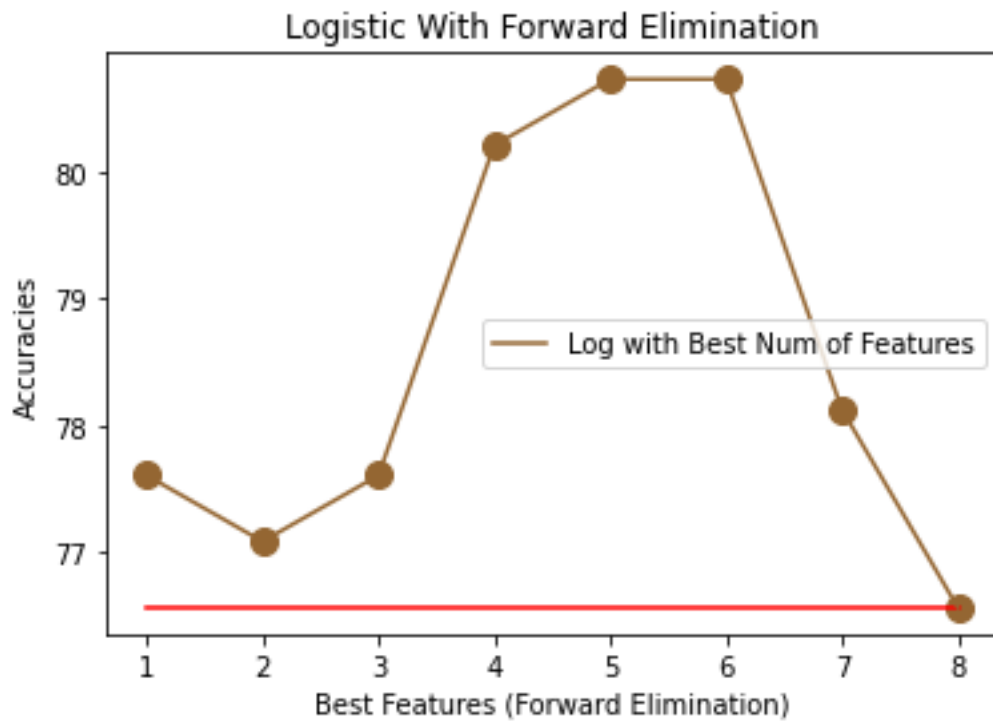 Logistic With Forward Elimination
80
79
78
77
Accuracies
Log with Best Num of Features
1 2 3 4 5 6 7 8
Best Features (Forward Elimination)